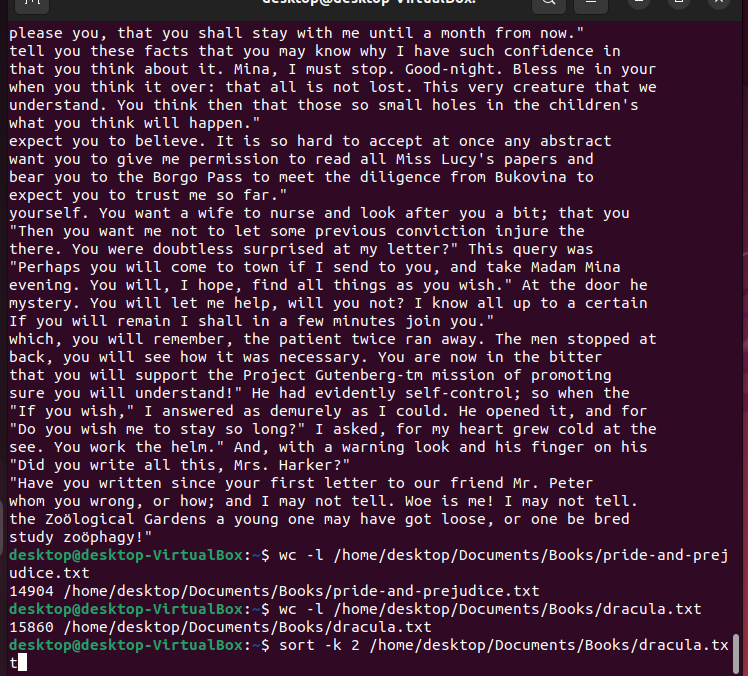 desktop@desktop-VirtualBox:
please you, that you shall stay with me until a month from now."
tell you these facts that you may know why I have such confidence in
that you think about it. Mina, I must stop. Good-night. Bless me in your
when you think it over: that all is not lost. This very creature that we
understand. You think then that those so small holes in the children's
what you think will happen."
expect you to believe. It is so hard to accept at once any abstract
want you to give me permission to read all Miss Lucy's papers and
bear you to the Borgo Pass to meet the diligence from Bukovina to
expect you to trust me so far."
yourself. You want a wife to nurse and look after you a bit; that you
"Then you want me not to let some previous conviction injure the
there. You were doubtless surprised at my letter?" This query was
"Perhaps you will come to town if I send to you, and take Madam Mina
evening. You will, I hope, find all things as you wish." At the door he
mystery. You will let me help, will you not? I know all up to a certain
If you will remain I shall in a few minutes join you."
which, you will remember, the patient twice ran away. The men stopped at
back, you will see how it was necessary. You are now in the bitter
that you will support the Project Gutenberg-tm mission of promoting
sure you will understand!" He had evidently self-control; so when the
"If you wish," I answered as demurely as I could. He opened it, and for
"Do you wish me to stay so long?" I asked, for my heart grew cold at the
see. You work the helm." And, with a warning look and his finger on his
"Did you write all this, Mrs. Harker?"
"Have you written since your first letter to our friend Mr. Peter
whom you wrong, or how; and I may not tell. Woe is me! I may not tell.
the Zoölogical Gardens a young one may have got loose, or one be bred
study zoöphagy!"
desktop@desktop-VirtualBox:~$ wc -l /home/desktop/Documents/Books/pride-and-prej
udice.txt
14904 /home/desktop/Documents/Books/pride-and-prejudice.txt
desktop@desktop-VirtualBox:~$ wc -l /home/desktop/Documents/Books/dracula.txt
15860 /home/desktop/Documents/Books/dracula.txt
desktop@desktop-VirtualBox:~$ sort -k 2 /home/desktop/Documents/Books/dracula.tx
t